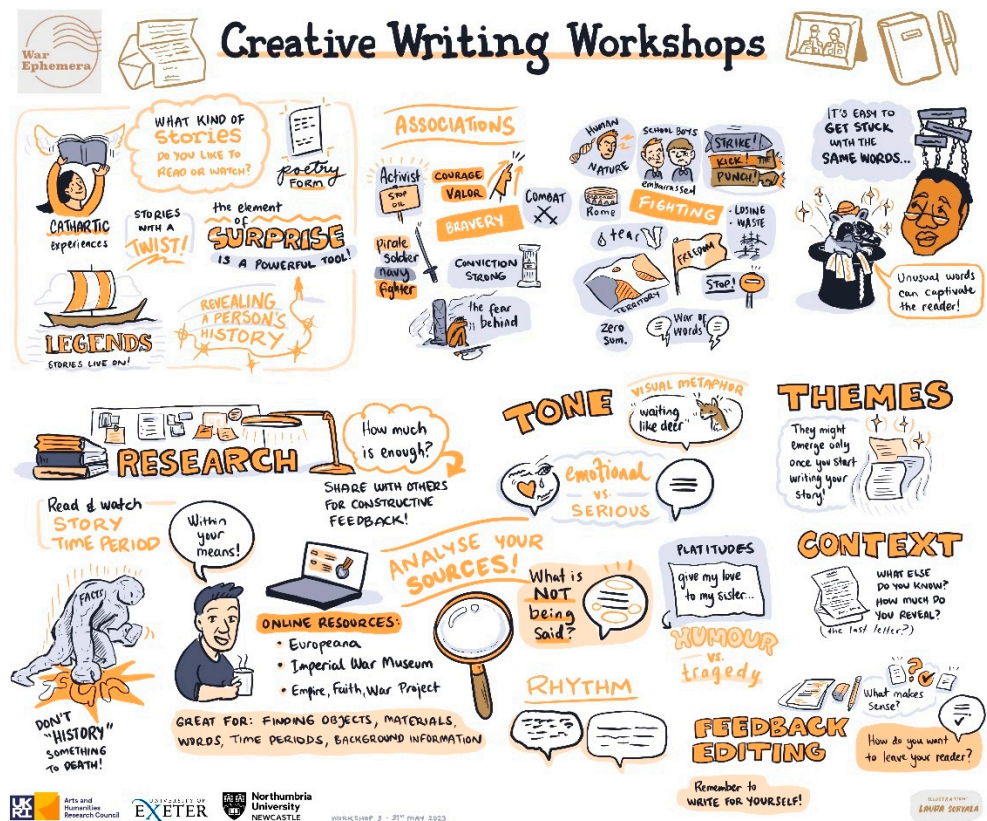 War
Ephemera
Creative Writing Workshops
WHAT KIND OF
Stories
DO YOU LIKE TO
READ OR WATCH?
poetry
FORM
CATHARTIC
experiences
STORIES
WITH A
TWIST!
the element
OF
SURPRISE
IS A POWERFUL TOOL!
LEGENDS
STORIES LIVE ON!
REVEALING
A PERSON'S
HISTORY
ASSOCIATIONS
Activist
STOP
OIL
COURAGE
VALOR
BRAVERY
COMBAT
pirate
soldier
navy
fighter
CONVICTION
STRONG
the fear
behind
HUMAN
NATURE
SCHOOL BOYS
embarrassed
STRIKE!
KICK!
THE
PUNCH!
Rome
FIGHTING
• LOSING
• WASTE
& tear
FREEDOM
TERRITORY
STOP!
Zero
Sum.
War of
Words
IT'S EASY TO
GET STUCK
WITH THE
SAME WORDS...
Unusual words
can captivate
the reader!
RESEARCH
How much
is enough?
SHARE WITH OTHERS
FOR CONSTRUCTIVE
FEEDBACK!
Read & watch
STORY
TIME PERIOD
Within
your
means!
FACTS
DON'T
"HISTORY"
SOMETHING
TO DEATH!
ANALYSE YOUR
SOURCES!
ONLINE RESOURCES:
• Europeana
• Imperial War Museum
• Empire, Faith, War Project
GREAT FOR: FINDING OBJECTS, MATERIALS,
WORDS, TIME PERIODS, BACKGROUND INFORMATION
TONE
VISUAL METAPHOR
"waiting
like deer"
emotional
vs.
SERIOUS
What is
NOT
being
Said?
PLATITUDES
give my love
to my sister...
HUMOUR
vs.
tragedy
RHYTHM
THEMES
They might
emerge only
once you start
writing your
story!
CONTEXT
WHAT ELSE
DO YOU KNOW?
HOW MUCH DO
YOU REVEAL?
(the last letter?)
What makes
sense?
FEEDBACK
EDITING
How do you want
to leave your reader?
Remember to
WRITE FOR YOURSELF!
UKRI
Arts and
Humanities
Research Council
UNIVERSITY OF
EXETER
Northumbria
University
NEWCASTLE
WORKSHOP 3 - 31ST MAY 2023
ILLUSTRATION:
LAURA SORVALA